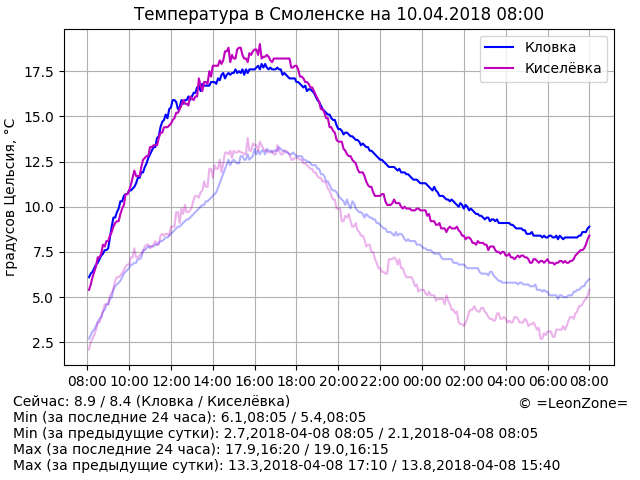 Температура в Смоленске на 10.04.2018 08:00
Кловка
Киселёвка
градусов Цельсия, °C
17.5
15.0
12.5
10.0
7.5
5.0
2.5
08:00 10:00 12:00 14:00 16:00 18:00 20:00 22:00 00:00 02:00 04:00 06:00 08:00
Сейчас: 8.9 / 8.4 (Кловка / Киселёвка)
© =LeonZone=
Min (за последние 24 часа): 6.1,08:05 / 5.4,08:05
Min (за предыдущие сутки): 2.7,2018-04-08 08:05 / 2.1,2018-04-08 08:05
Max (за последние 24 часа): 17.9,16:20 / 19.0,16:15
Max (за предыдущие сутки): 13.3,2018-04-08 17:10 / 13.8,2018-04-08 15:40